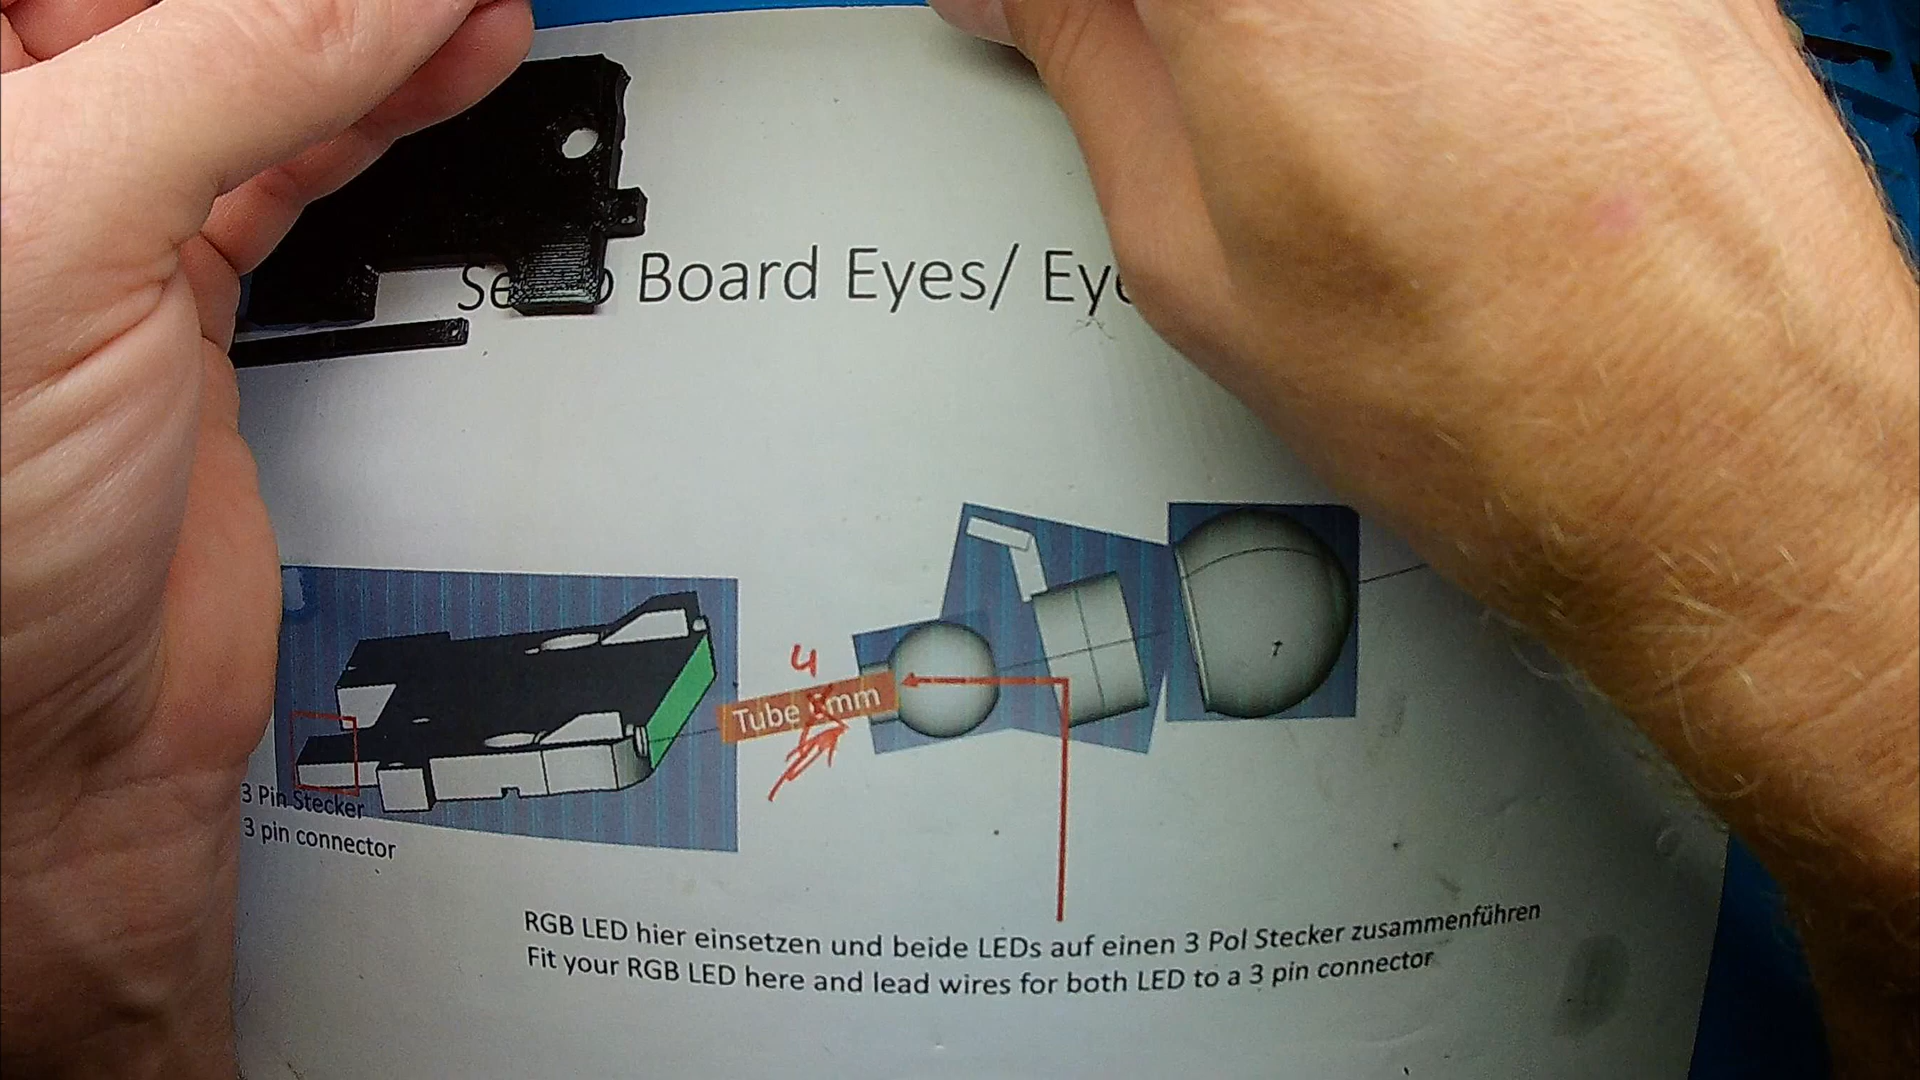 Board Eyes/
4
Tube mm
3 Pin Stecker
3 pin connector
RGB LED hier einsetzen und beide LEDs auf einen 3 Pol Stecker zusammenführen
Fit your RGB LED here and lead wires for both LED to a 3 pin connector